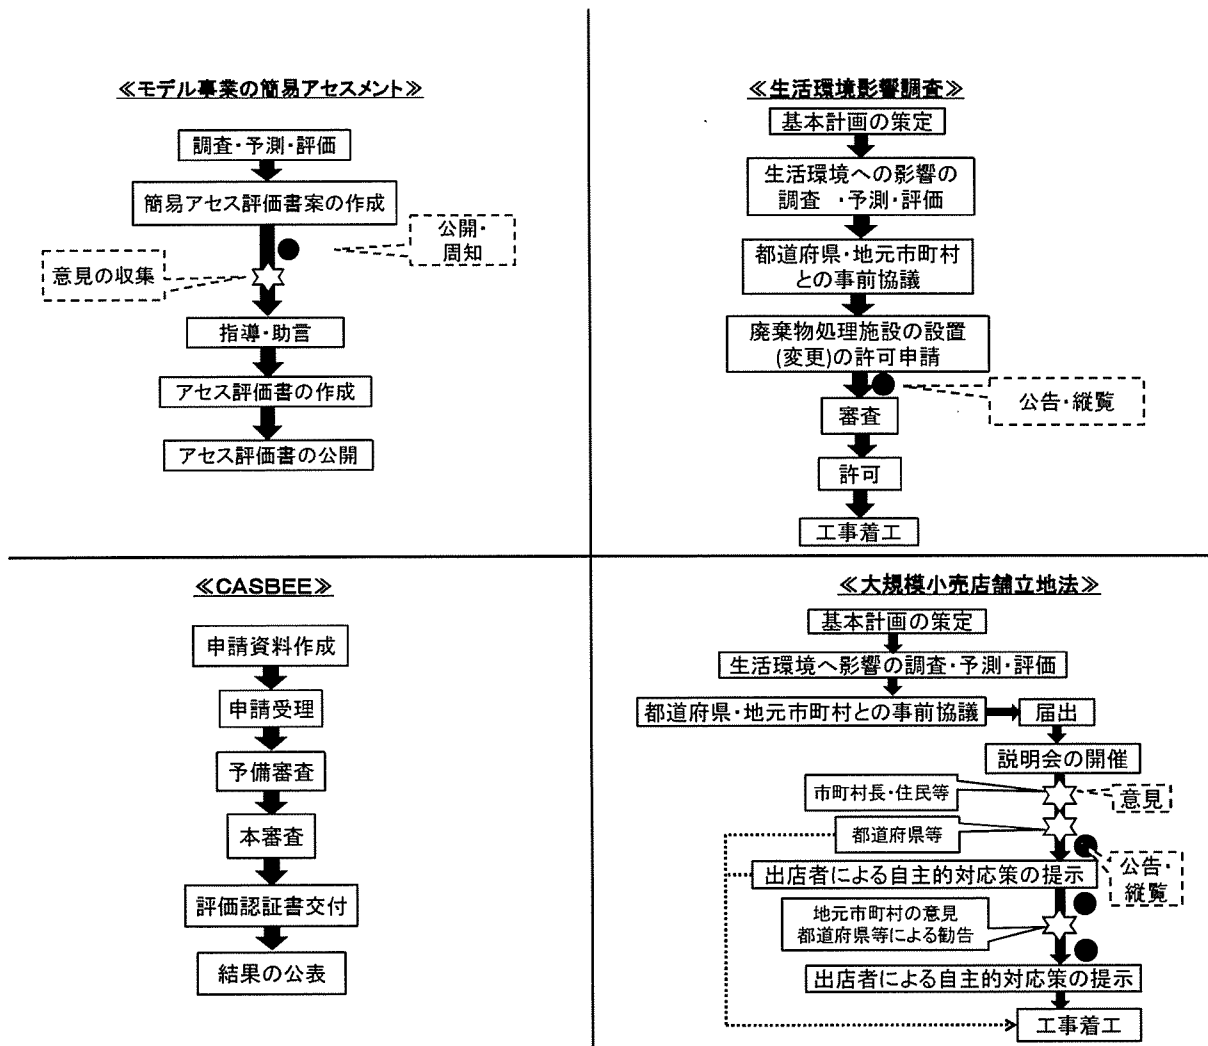 ≪モデル事業の簡易アセスメント≫
調査・予測・評価
簡易アセス評価書案の作成
公開・
周知
意見の収集
指導・助言
アセス評価書の作成
アセス評価書の公開
≪生活環境影響調査≫
基本計画の策定
生活環境への影響の
調査 ・予測・評価
都道府県・地元市町村
との事前協議
廃棄物処理施設の設置
(変更)の許可申請
公告・縦覧
審査
許可
工事着工
≪CASBEE≫
申請資料作成
申請受理
予備審査
本審査
評価認証書交付
結果の公表
≪大規模小売店舗立地法≫
基本計画の策定
生活環境へ影響の調査・予測・評価
都道府県・地元市町村との事前協議
届出
説明会の開催
市町村長・住民等
意見
都道府県等
公告・
縦覧
出店者による自主的対応策の提示
地元市町村の意見
都道府県等による勧告
出店者による自主的対応策の提示
工事着工